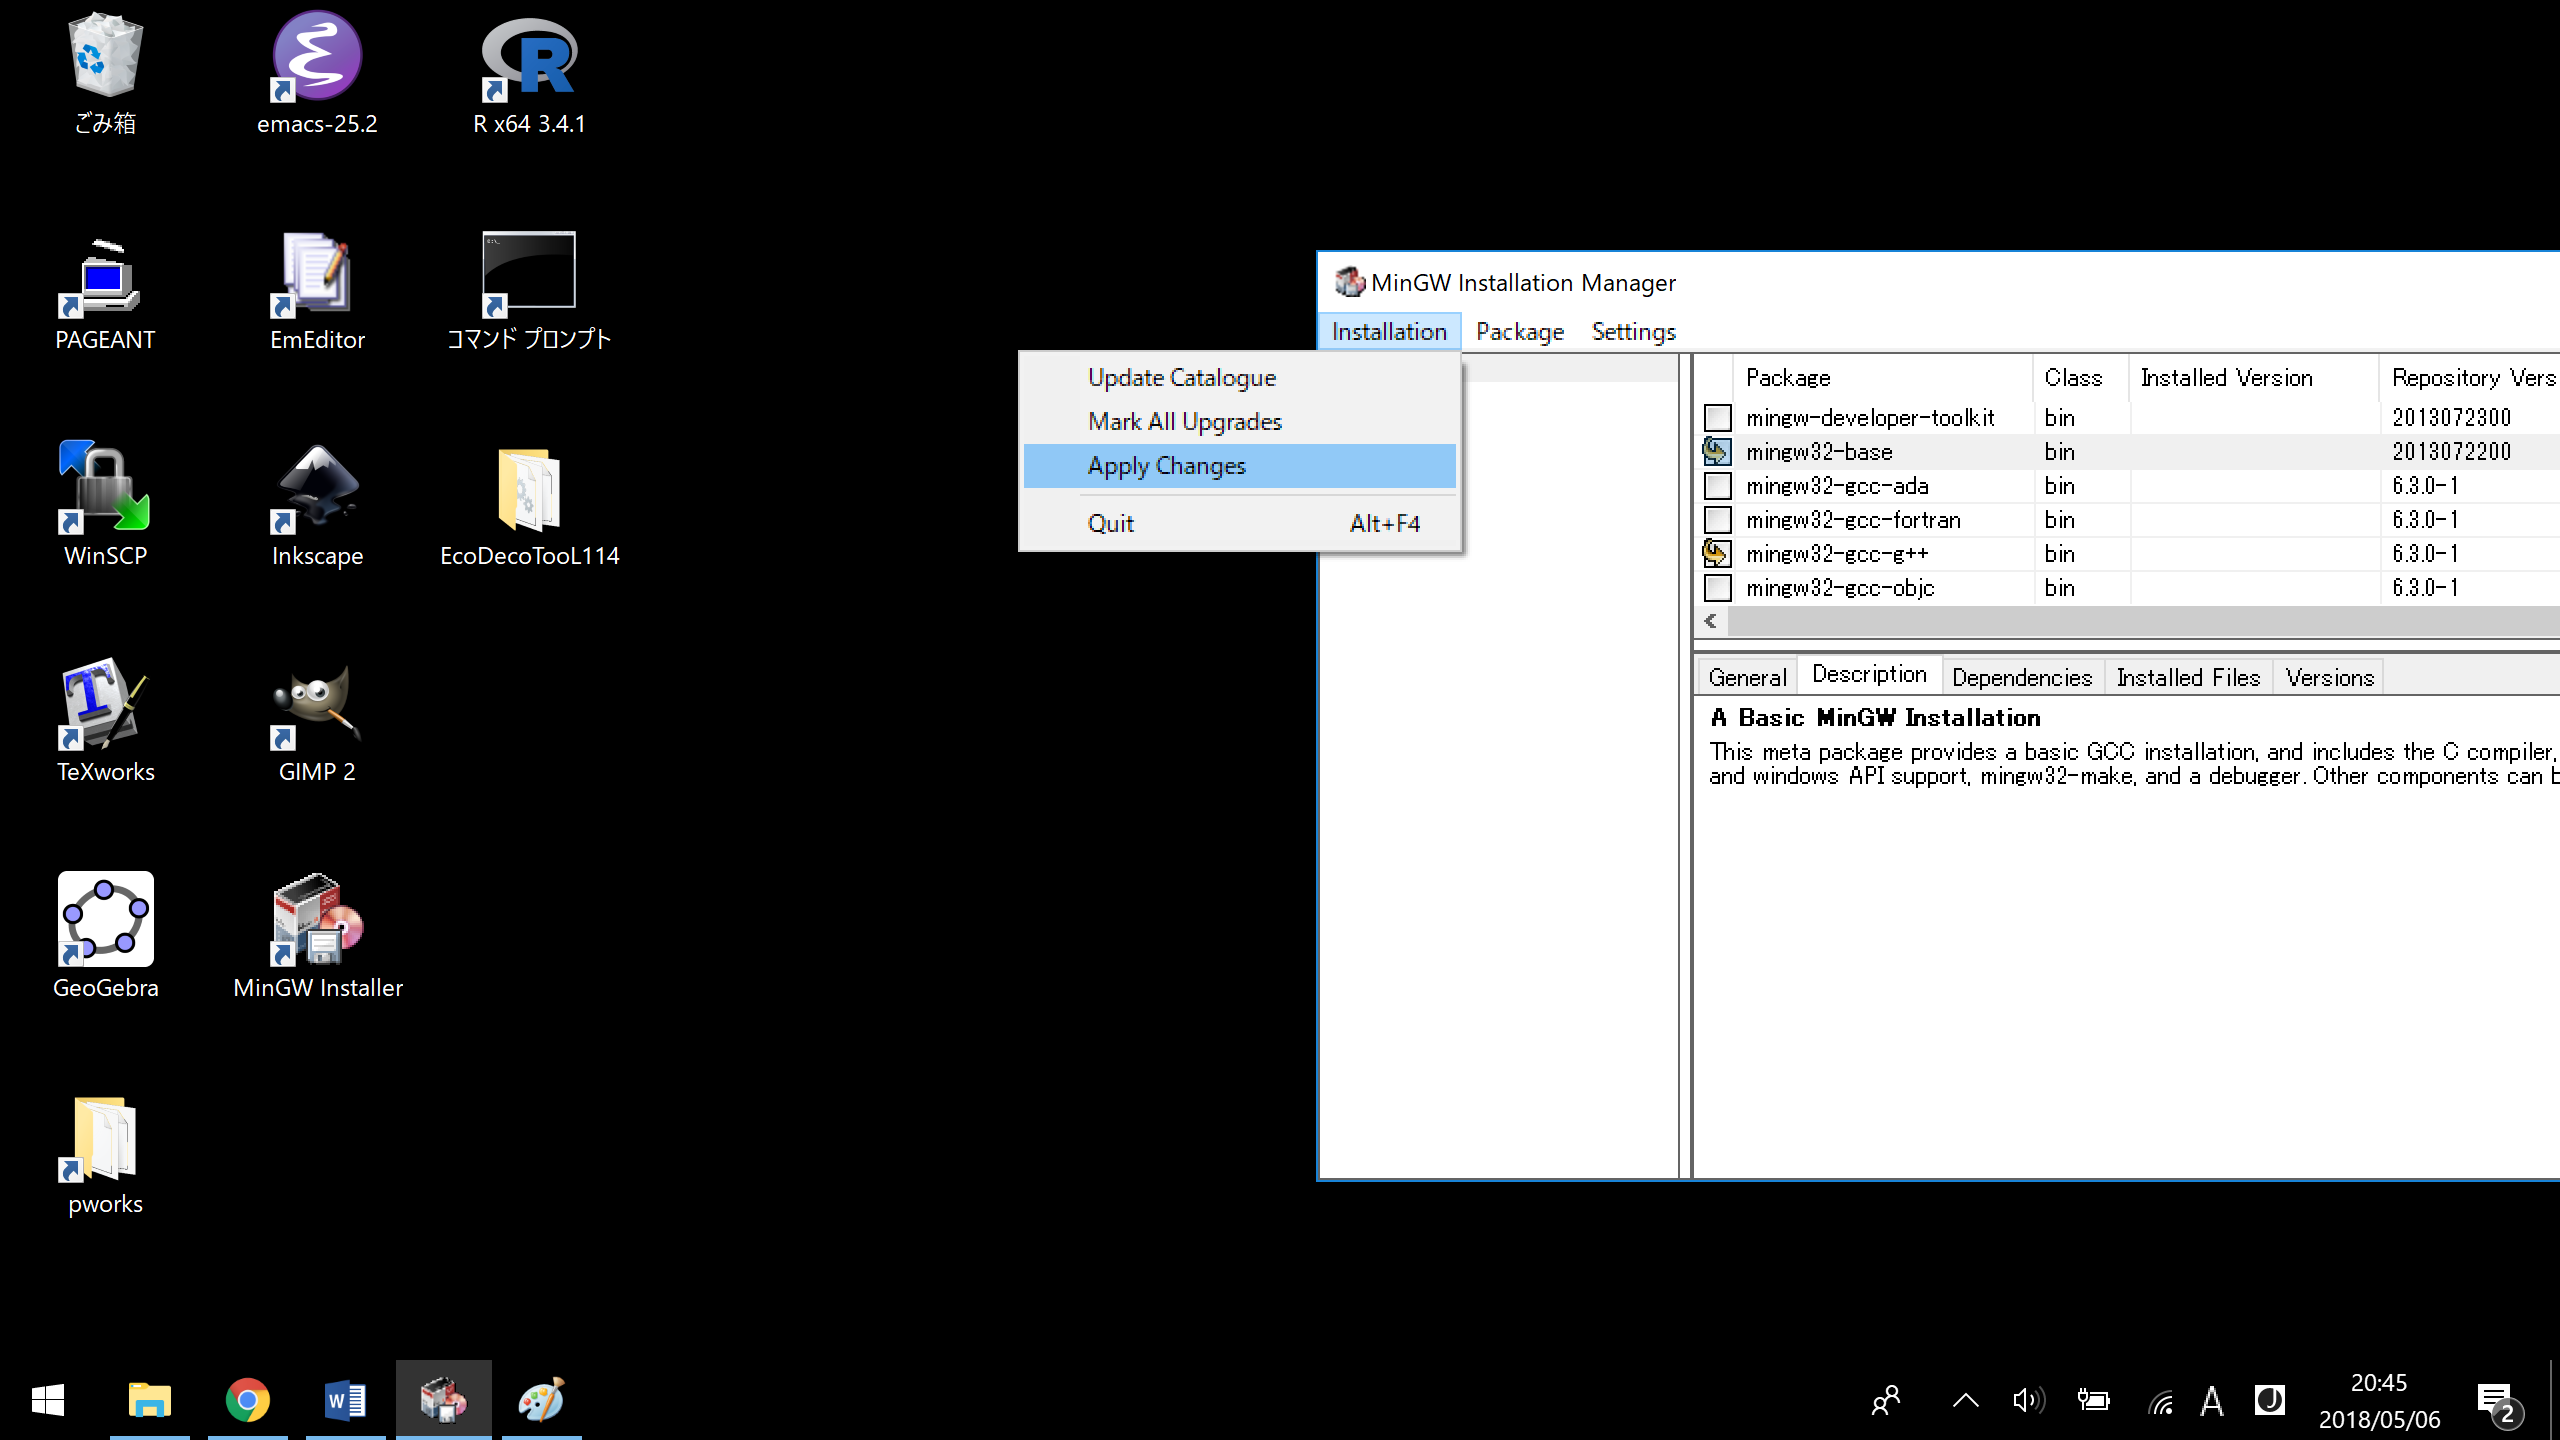 ごみ箱
emacs-25.2
R x64 3.4.1
PAGEANT
EmEditor
コマンド プロンプト
WinSCP
Inkscape
EcoDecoTooL114
TeXworks
GIMP 2
GeoGebra
MinGW Installer
pworks
MinGW Installation Manager
Installation Package Settings
Update Catalogue
Mark All Upgrades
Apply Changes
Quit Alt+F4
Package Class Installed Version Repository Vers
mingw-developer-toolkit bin 2013072300
mingw32-base bin 2013072200
mingw32-gcc-ada bin 6.3.0-1
mingw32-gcc-fortran bin 6.3.0-1
mingw32-gcc-g++ bin 6.3.0-1
mingw32-gcc-objc bin 6.3.0-1
General Description Dependencies Installed Files Versions
A Basic MinGW Installation
This meta package provides a basic GCC installation, and includes the C compiler,
and windows API support, mingw32-make, and a debugger. Other components can b
A
20:45
2018/05/06
2